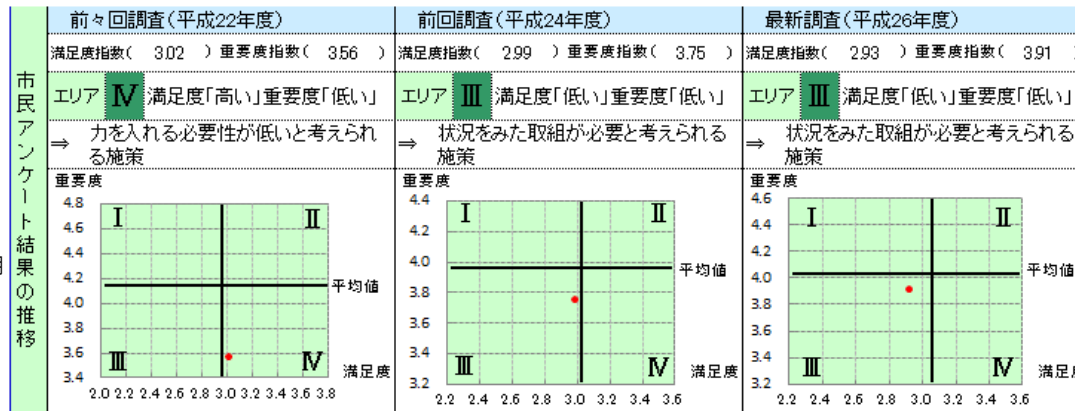 市民アンケート結果の推移
前々回調査(平成22年度)
満足度指数( 3.02 )重要度指数( 3.56 )
エリア Ⅳ 満足度「高い」重要度「低い」
⇒ 力を入れる必要性が低いと考えられ
る施策
重要度
4.8
4.6
4.4
4.2
4.0
3.8
3.6
3.4
Ⅰ Ⅱ
平均値
Ⅲ Ⅳ
満足度
2.0 2.2 2.4 2.6 2.8 3.0 3.2 3.4 3.6 3.8
前回調査(平成24年度)
満足度指数( 2.99 )重要度指数( 3.75 )
エリア Ⅲ 満足度「低い」重要度「低い」
⇒ 状況をみた取組が必要と考えられる
施策
重要度
4.4
4.2
4.0
3.8
3.6
3.4
3.2
Ⅰ Ⅱ
平均値
Ⅲ Ⅳ
満足度
2.2 2.4 2.6 2.8 3.0 3.2 3.4 3.6
最新調査(平成26年度)
満足度指数( 2.93 )重要度指数( 3.91
エリア Ⅲ 満足度「低い」重要度「低い」
⇒ 状況をみた取組が必要と考えられる
施策
重要度
4.6
4.4
4.2
4.0
3.8
3.6
3.4
3.2
Ⅰ Ⅱ
平均値
Ⅲ Ⅳ
満足
2.2 2.4 2.6 2.8 3.0 3.2 3.4 3.6